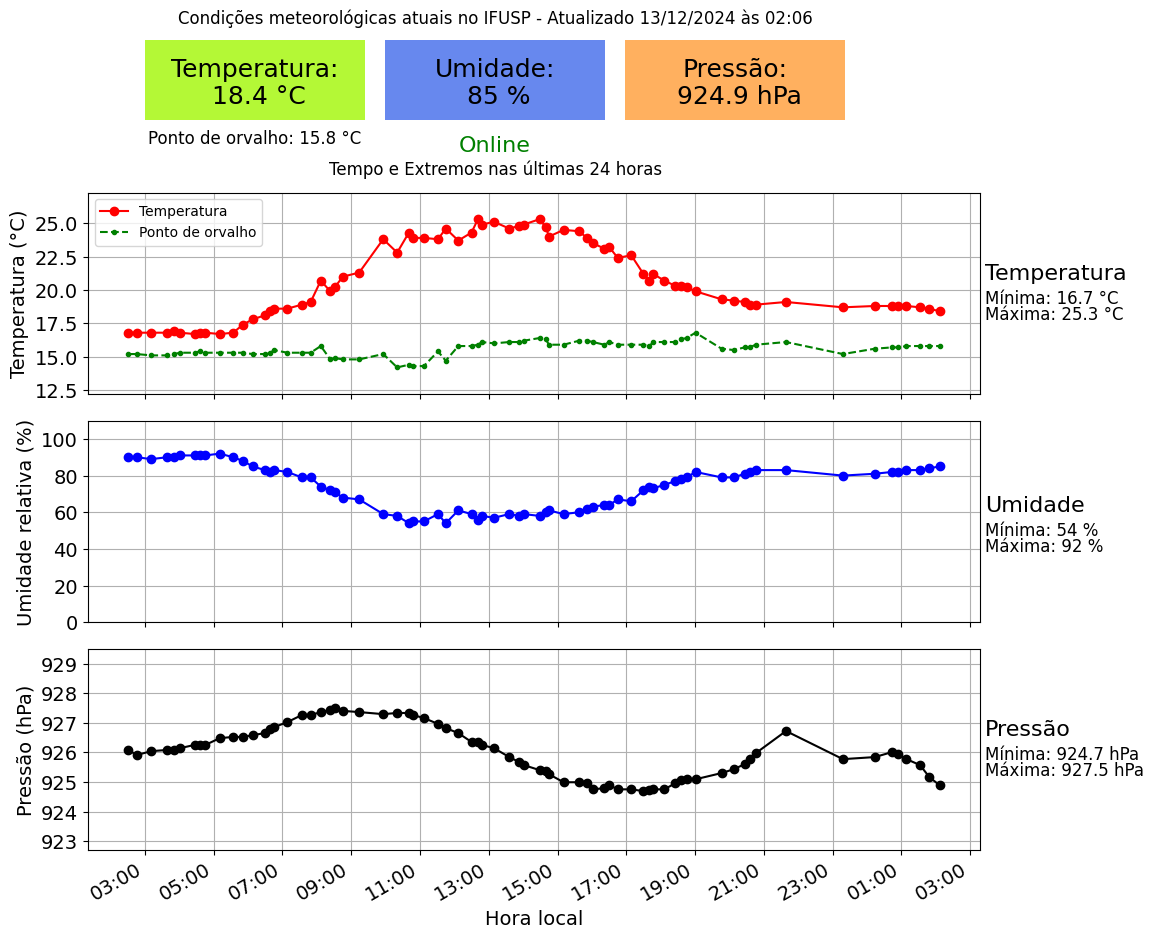 Condições meteorológicas atuais no IFUSP - Atualizado 13/12/2024 às 02:06
Temperatura:
18.4 °C
Umidade:
85 %
Pressão:
924.9 hPa
Ponto de orvalho: 15.8 °C
Online
Tempo e Extremos nas últimas 24 horas
Temperatura (°C)
25.0
22.5
20.0
17.5
15.0
12.5
Temperatura
Ponto de orvalho
Temperatura
Mínima: 16.7 °C
Máxima: 25.3 °C
Umidade relativa (%)
100
80
60
40
20
0
Umidade
Mínima: 54 %
Máxima: 92 %
Pressão (hPa)
929
928
927
926
925
924
923
Pressão
Mínima: 924.7 hPa
Máxima: 927.5 hPa
03:00 05:00 07:00 09:00 11:00 13:00 15:00 17:00 19:00 21:00 23:00 01:00 03:00
Hora local